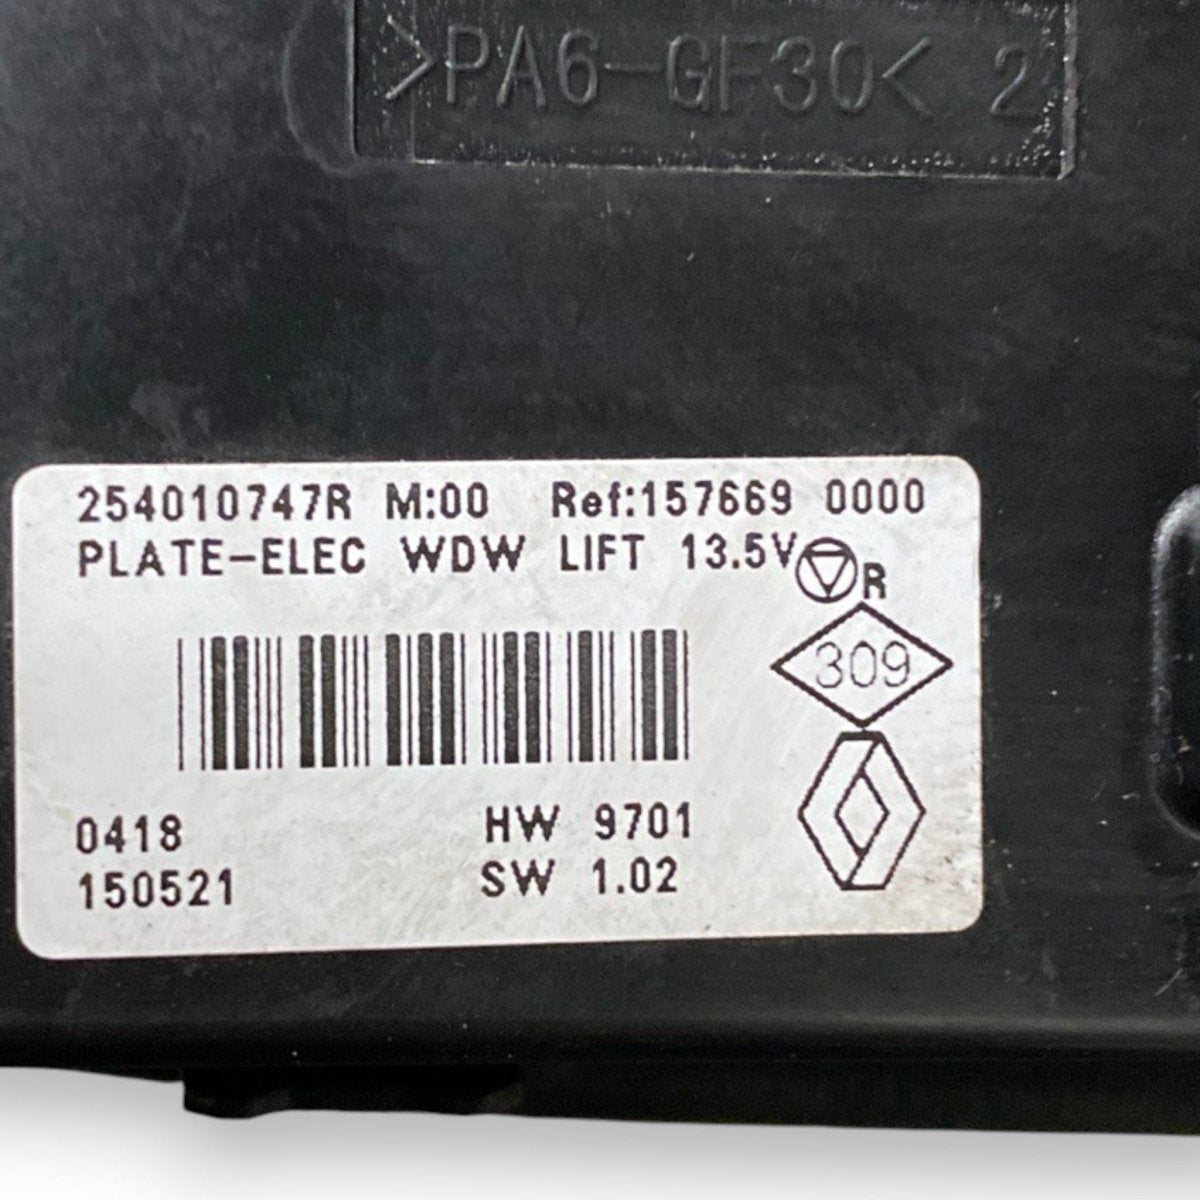 >PA6-GF30< 2
254010747R M:00 Ref:157669 0000
PLATE-ELEC WDW LIFT 13.5V
R
309
0418 HW 9701
150521 SW 1.02